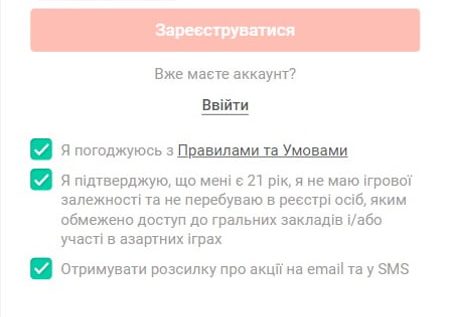 Зареєструватися
Вже маєте аккаунт?
Ввійти
Я погоджуюсь з Правилами та Умовами
Я підтверджую, що мені є 21 рік, я не маю ігрової
залежності та не перебуваю в реєстрі осіб, яким
обмежено доступ до гральних закладів і/або
участі в азартних іграх
Отримувати розсилку про акції на email та у SMS